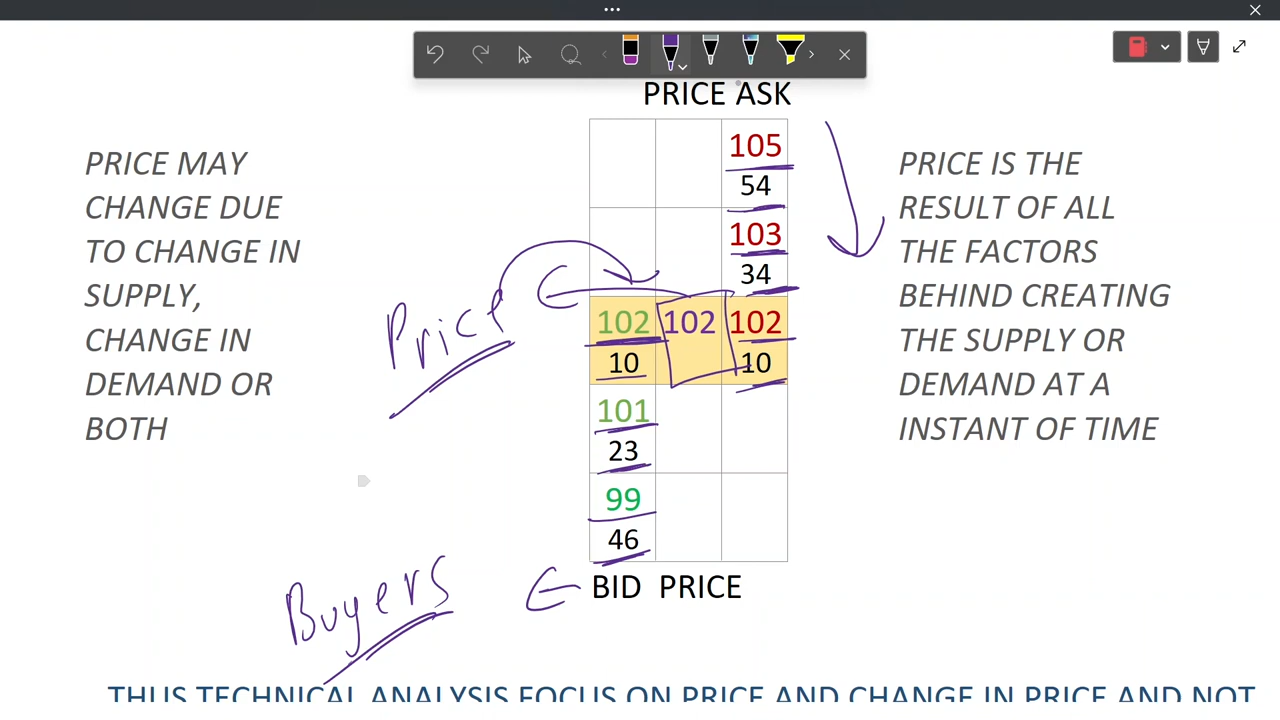 PRICE ASK
PRICE MAY
CHANGE DUE
TO CHANGE IN
SUPPLY,
CHANGE IN
DEMAND OR
BOTH
105
54
103
34
102 102 102
10 10
101
23
99
46
BID PRICE
Price
Buyers
PRICE IS THE
RESULT OF ALL
THE FACTORS
BEHIND CREATING
THE SUPPLY OR
DEMAND AT A
INSTANT OF TIME
THUS TECHNICAL ANALYSIS FOCUS ON PRICE AND CHANGE IN PRICE AND NOT